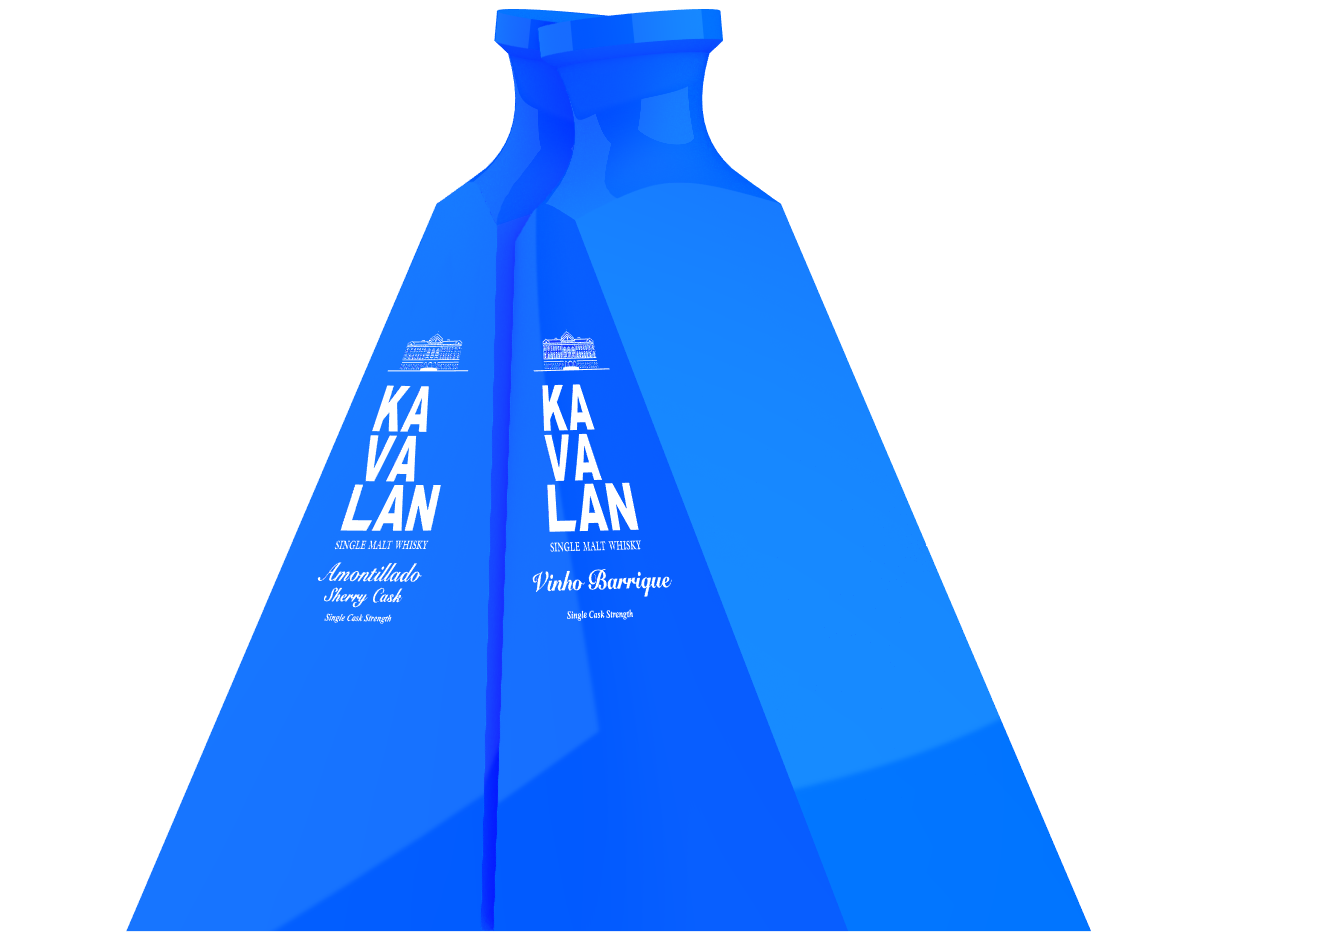 KA
VA
LAN
SINGLE MALT WHISKY
Amontillado
Sherry Cask
Single Cask Strength
KA
VA
LAN
SINGLE MALT WHISKY
Vinho Barrique
Single Cask Strength